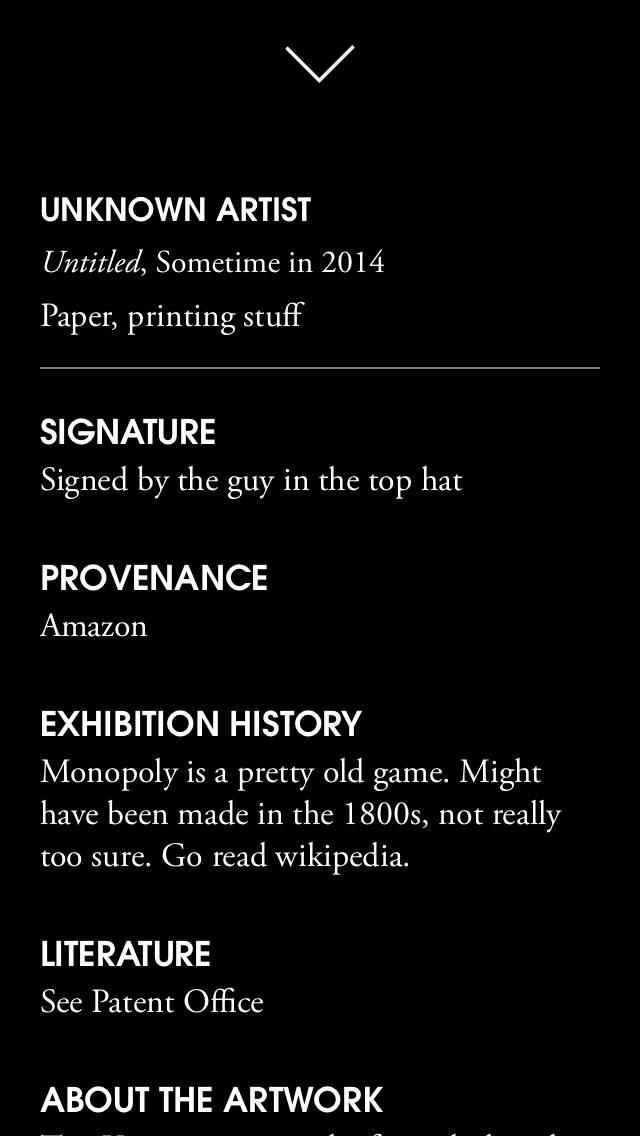 UNKNOWN ARTIST
Untitled, Sometime in 2014
Paper, printing stuff
SIGNATURE
Signed by the guy in the top hat
PROVENANCE
Amazon
EXHIBITION HISTORY
Monopoly is a pretty old game. Might
have been made in the 1800s, not really
too sure. Go read wikipedia.
LITERATURE
See Patent Office
ABOUT THE ARTWORK